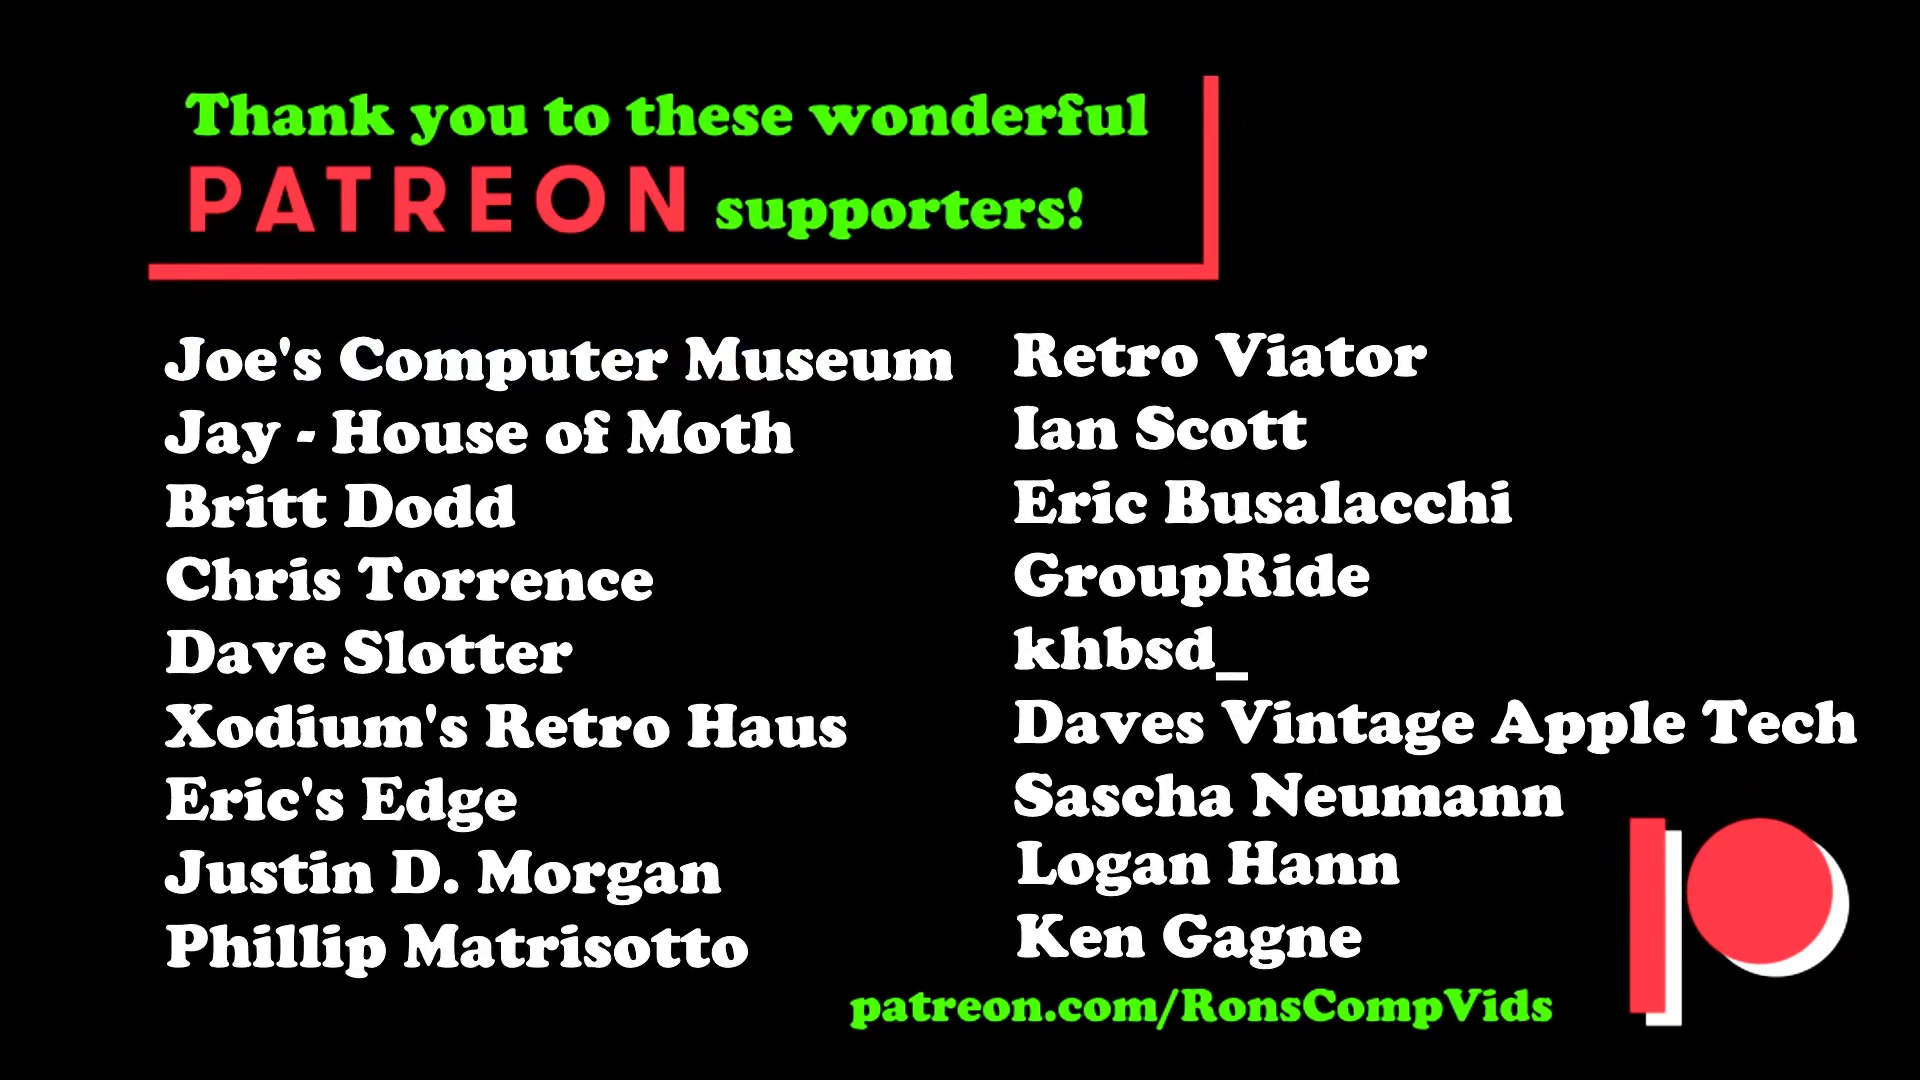 Thank you to these wonderful
PATREON supporters!
Joe's Computer Museum
Jay - House of Moth
Britt Dodd
Chris Torrence
Dave Slotter
Xodium's Retro Haus
Eric's Edge
Justin D. Morgan
Phillip Matrisotto
Retro Viator
Ian Scott
Eric Busalacchi
GroupRide
khbsd_
Daves Vintage Apple Tech
Sascha Neumann
Logan Hann
Ken Gagne
patreon.com/RonsCompVids